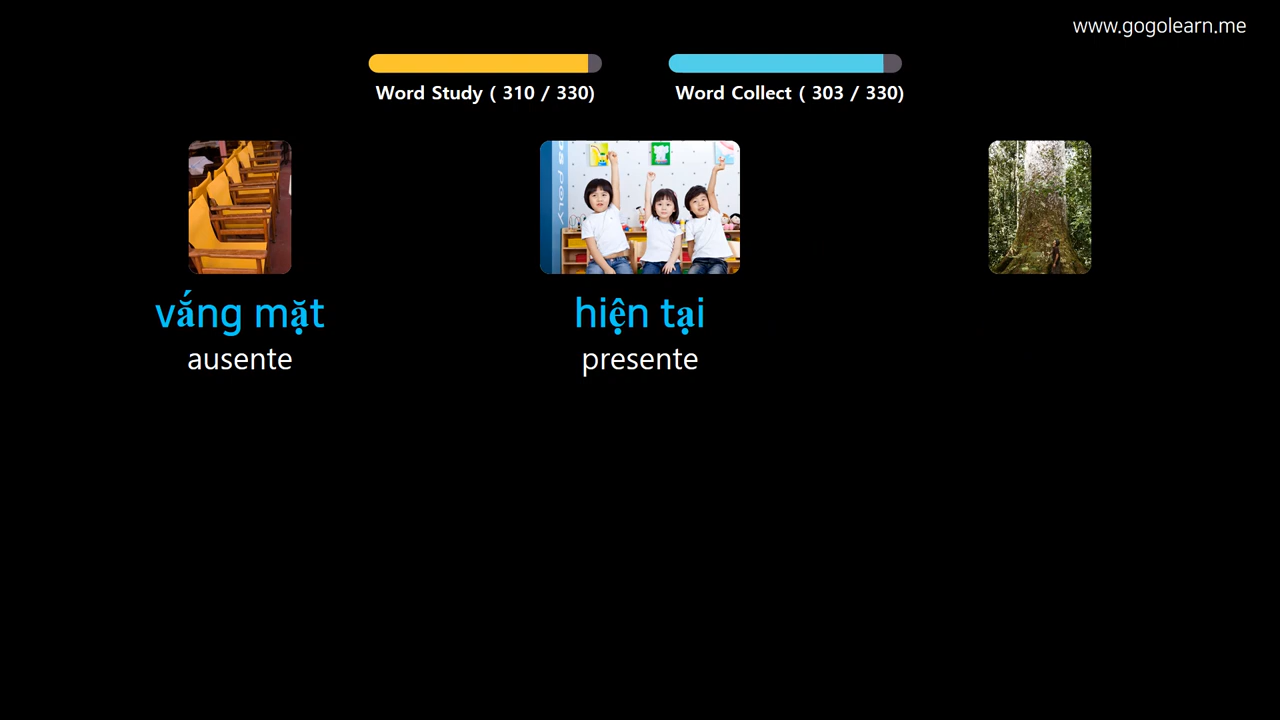 www.gogolearn.me
Word Study ( 310 / 330)
Word Collect ( 303 / 330)
vắng mặt
hiện tại
ausente
presente